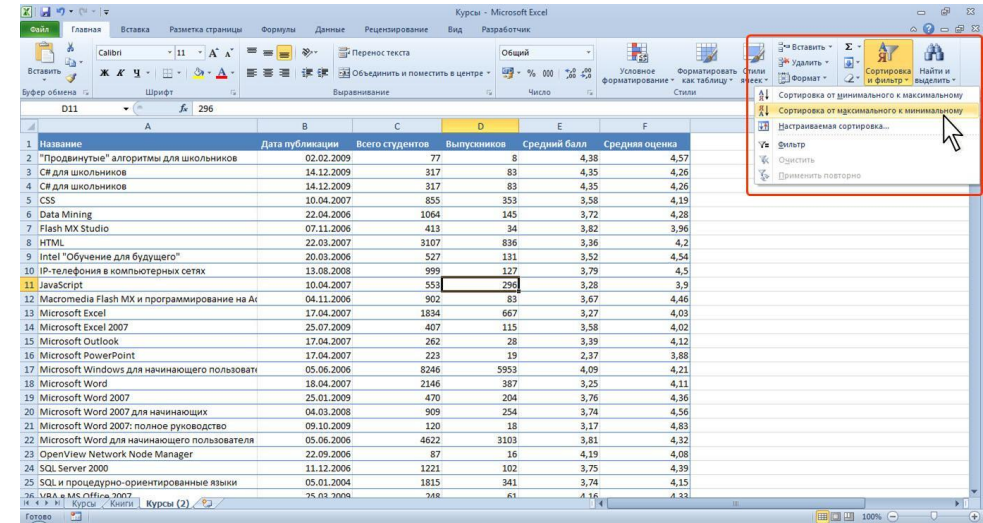 Курсы - Microsoft Excel
Файл Главная Вставка Разметка страницы Формулы Данные Рецензирование Вид Разработчик
Вставить
Calibri 11
Ж К Ч
Перенос текста
Объединить и поместить в центре
Общий
% 000
Условное форматирование
Форматировать как таблицу
Стили ячеек
Вставить
Удалить
Формат
Сортировка и фильтр
Найти и выделить
Буфер обмена Шрифт Выравнивание Число Стили
Сортировка от минимального к максимальному
Сортировка от максимального к минимальному
Настраиваемая сортировка...
Фильтр
Очистить
Применить повторно
D11 fx 296
A B C D E F
1 Название Дата публикации Всего студентов Выпускников Средний балл Средняя оценка
2 "Продвинутые" алгоритмы для школьников 02.02.2009 77 8 4,38 4,57
3 C# для школьников 14.12.2009 317 83 4,35 4,26
4 C# для школьников 14.12.2009 317 83 4,35 4,26
5 CSS 10.04.2007 855 353 3,58 4,19
6 Data Mining 22.04.2006 1064 145 3,72 4,28
7 Flash MX Studio 07.11.2006 413 34 3,82 3,96
8 HTML 22.03.2007 3107 836 3,36 4,2
9 Intel "Обучение для будущего" 20.03.2006 527 131 3,52 4,54
10 IP-телефония в компьютерных сетях 13.08.2008 999 127 3,79 4,5
11 JavaScript 10.04.2007 553 296 3,28 3,9
12 Macromedia Flash MX и программирование на Ac 04.11.2006 902 83 3,67 4,46
13 Microsoft Excel 17.04.2007 1834 667 3,27 4,03
14 Microsoft Excel 2007 25.07.2009 407 115 3,58 4,02
15 Microsoft Outlook 17.04.2007 262 28 3,39 4,12
16 Microsoft PowerPoint 17.04.2007 223 19 2,37 3,88
17 Microsoft Windows для начинающего пользовате 05.06.2006 8246 5953 4,09 4,21
18 Microsoft Word 18.04.2007 2146 387 3,25 4,11
19 Microsoft Word 2007 25.01.2009 470 204 3,76 4,36
20 Microsoft Word 2007 для начинающих 04.03.2008 909 254 3,74 4,56
21 Microsoft Word 2007: полное руководство 09.10.2009 120 18 3,17 4,83
22 Microsoft Word для начинающего пользователя 05.06.2006 4622 3103 3,81 4,32
23 OpenView Network Node Manager 22.09.2006 87 16 4,19 4,08
24 SQL Server 2000 11.12.2006 1221 102 3,75 4,39
25 SQL и процедурно-ориентированные языки 05.01.2004 1815 341 3,74 4,15
26 VBA в MS Office 2007 25.03.2009 248 61 4,16 4,33
Курсы Книги Курсы (2)
Готово 100%